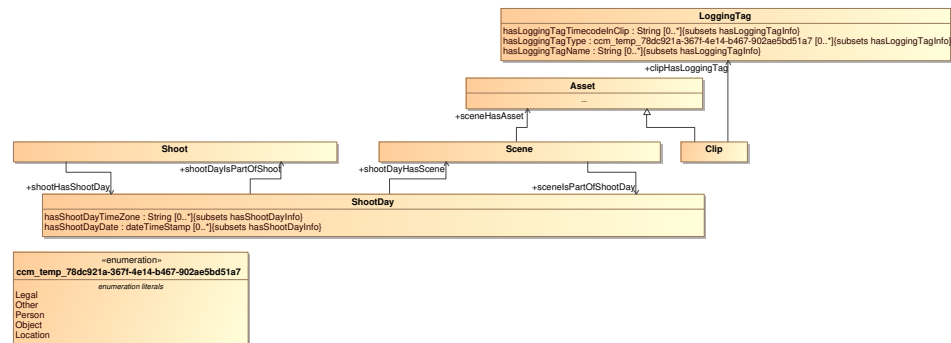 LoggingTag
hasLoggingTagTimecodeInClip : String [0..*]{subsets hasLoggingTagInfo}
hasLoggingTagType : ccm_temp_78dc921a-367f-4e14-b467-902ae5bd51a7 [0..*]{subsets hasLoggingTagInfo}
hasLoggingTagName : String [0..*]{subsets hasLoggingTagInfo}
+clipHasLoggingTag
Asset
...
+sceneHasAsset
Shoot
Scene
Clip
+shootDayIsPartOfShoot
+shootDayHasScene
+shootHasShootDay
+sceneIsPartOfShootDay
ShootDay
hasShootDayTimeZone : String [0..*]{subsets hasShootDayInfo}
hasShootDayDate : dateTimeStamp [0..*]{subsets hasShootDayInfo}
«enumeration»
ccm_temp_78dc921a-367f-4e14-b467-902ae5bd51a7
enumeration literals
Legal
Other
Person
Object
Location